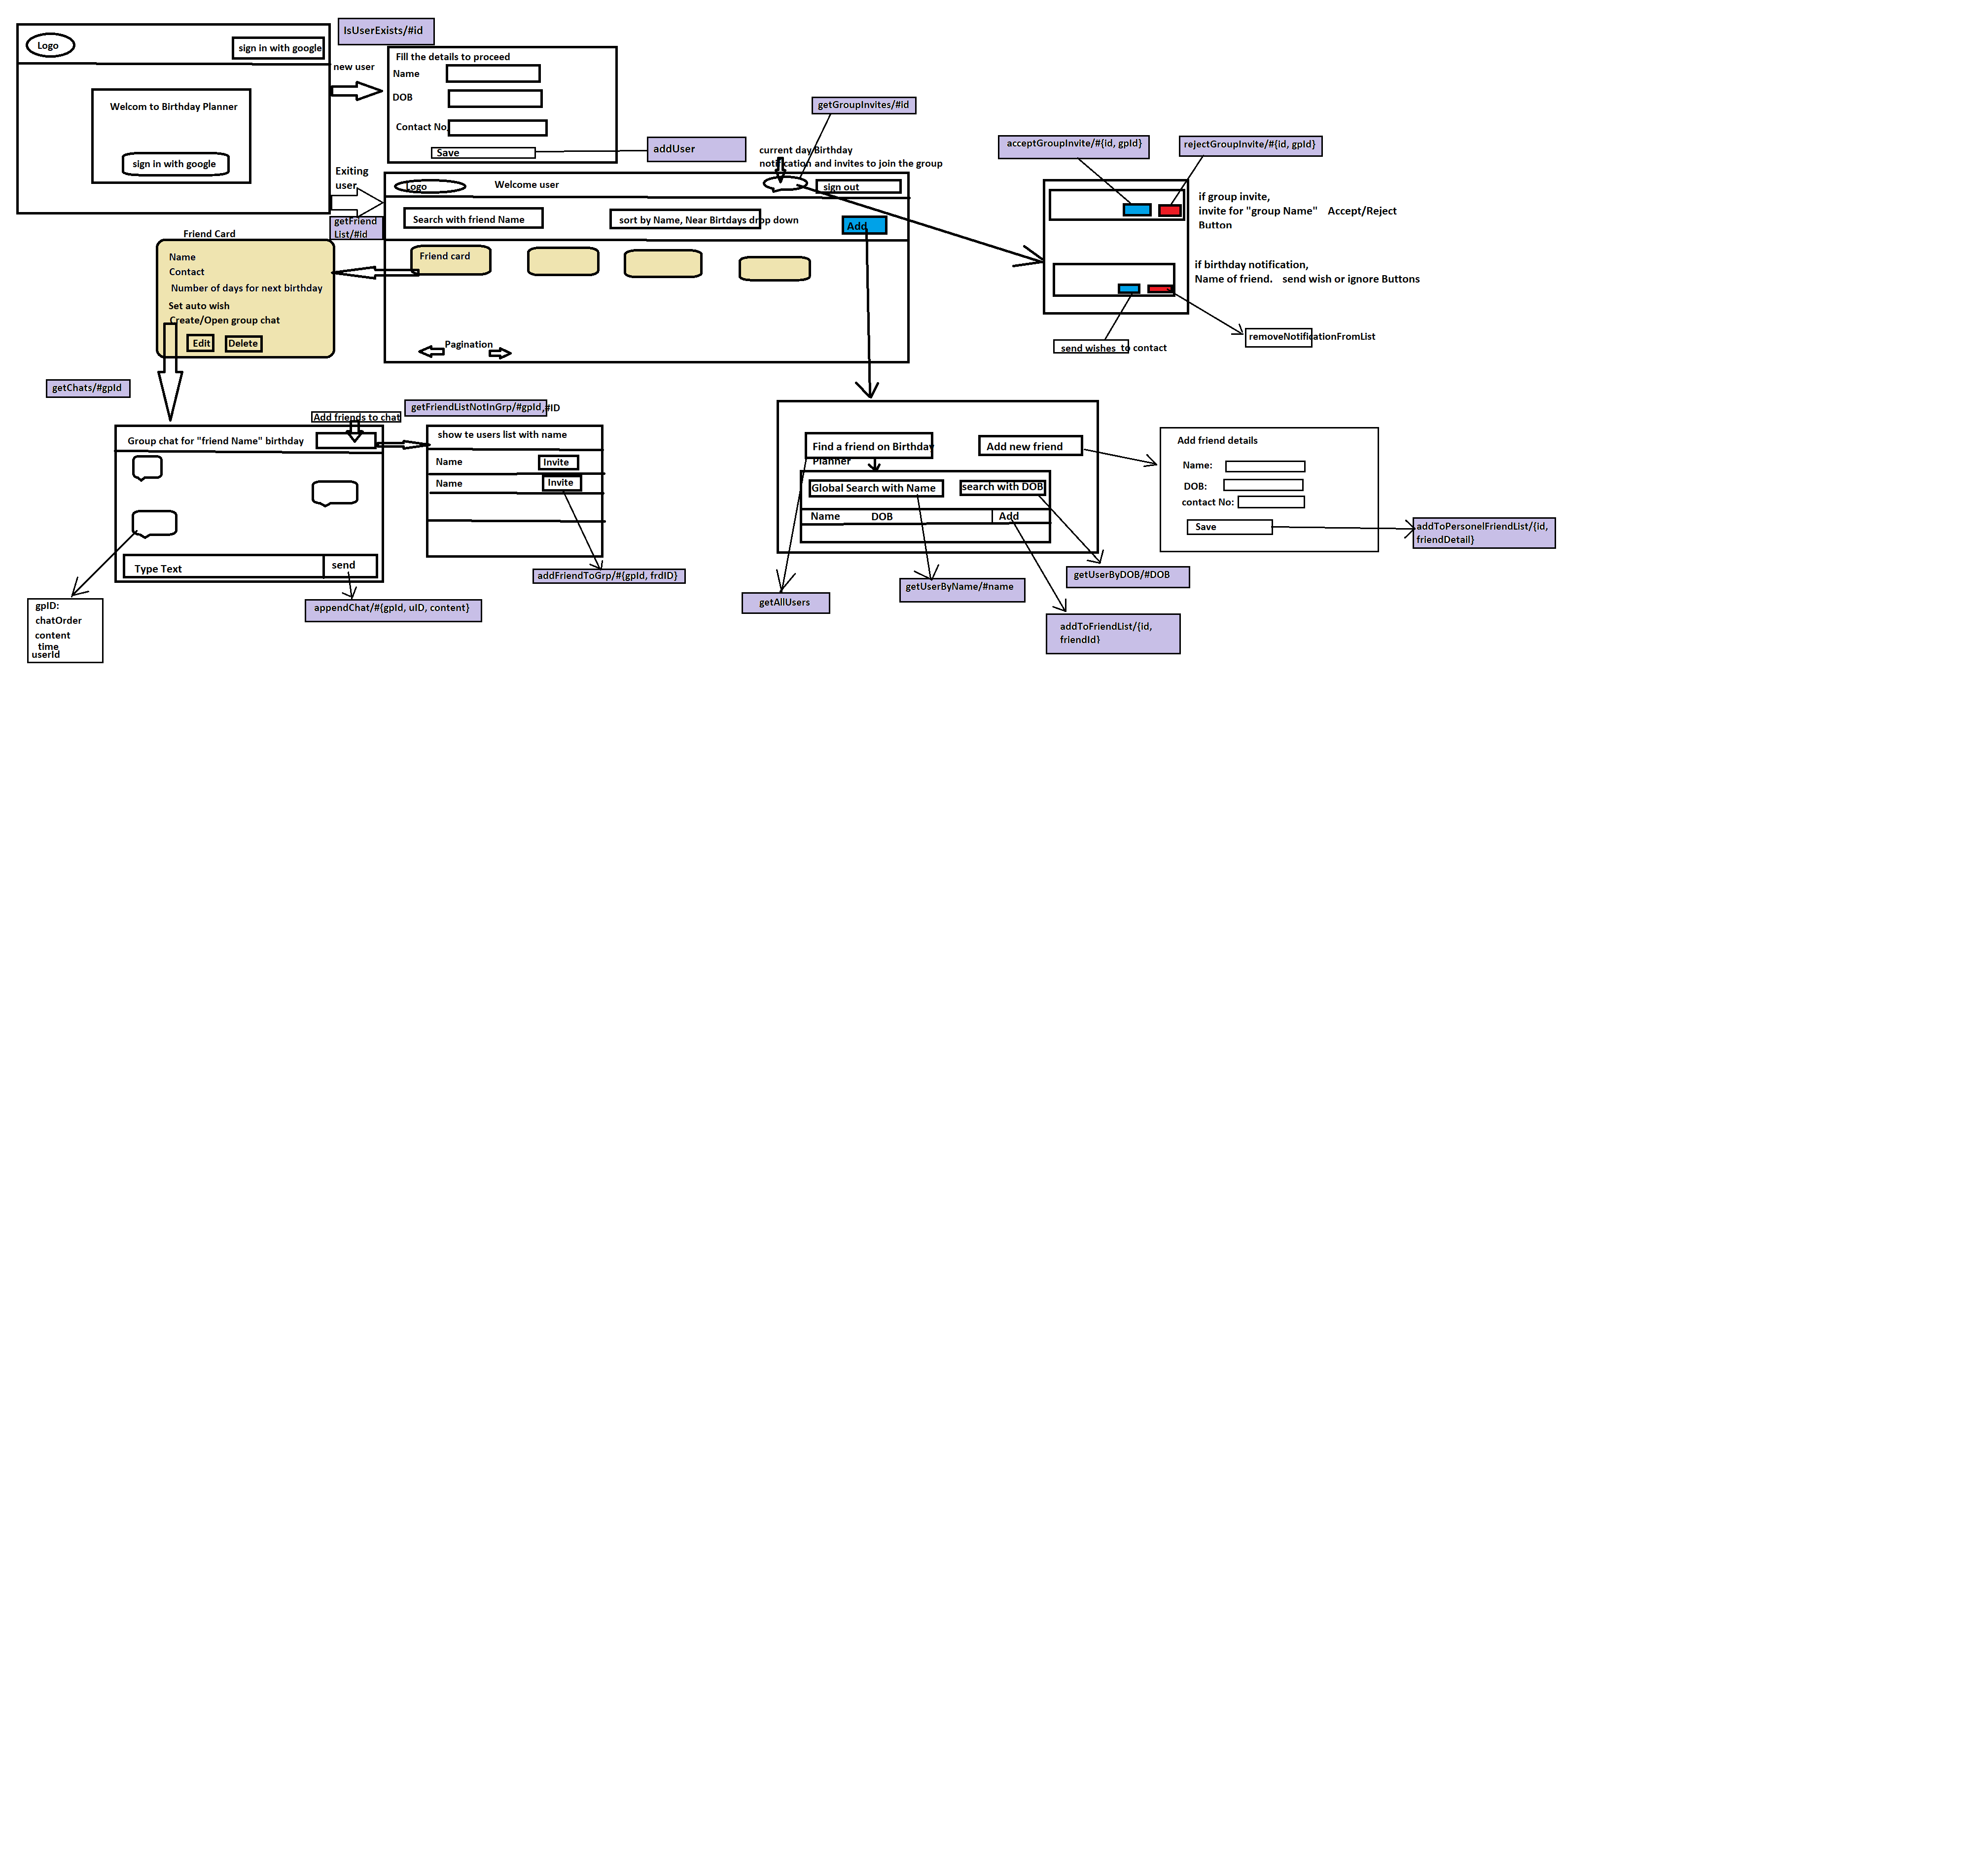 IsUserExists/#id
Logo
sign in with google
Welcom to Birthday Planner
sign in with google
new user
Fill the details to proceed
Name
DOB
Contact No
Save
addUser
Exiting
user
getFriend
List/#id
getGroupInvites/#id
current day Birthday
notification and invites to join the group
Logo
Welcome user
sign out
Search with friend Name
sort by Name, Near Birtdays drop down
Add
Friend card
Pagination
acceptGroupInvite/#{id, gpId}
rejectGroupInvite/#{id, gpId}
if group invite,
invite for "group Name" Accept/Reject
Button
if birthday notification,
Name of friend. send wish or ignore Buttons
send wishes to contact
removeNotificationFromList
Friend Card
Name
Contact
Number of days for next birthday
Set auto wish
Create/Open group chat
Edit
Delete
getChats/#gpId
Add friends to chat
getFriendListNotInGrp/#gpId,#ID
Group chat for "friend Name" birthday
Type Text
send
show te users list with name
Name
Invite
Name
Invite
addFriendToGrp/#{gpId, frdID}
appendChat/#{gpId, uID, content}
gpID:
chatOrder
content
time
userId
Find a friend on Birthday
Planner
Add new friend
Global Search with Name
search with DOB
Name
DOB
Add
getAllUsers
getUserByName/#name
getUserByDOB/#DOB
addToFriendList/{id,
friendId}
Add friend details
Name:
DOB:
contact No:
Save
addToPersonelFriendList/{id,
friendDetail}